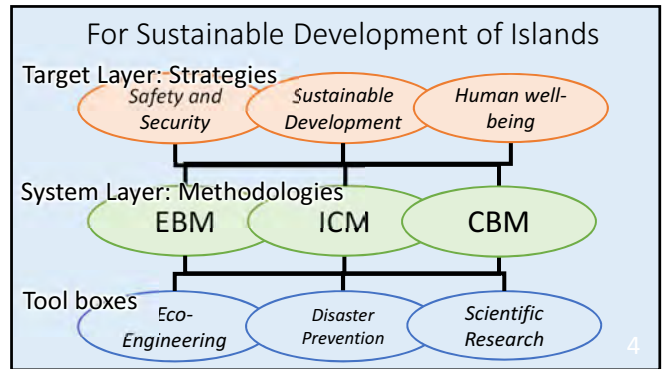 For Sustainable Development of Islands
Target Layer: Strategies
Safety and
Security
Sustainable
Development
Human well-
being
System Layer: Methodologies
EBM
ICM
CBM
Tool boxes
Eco-
Engineering
Disaster
Prevention
Scientific
Research
4